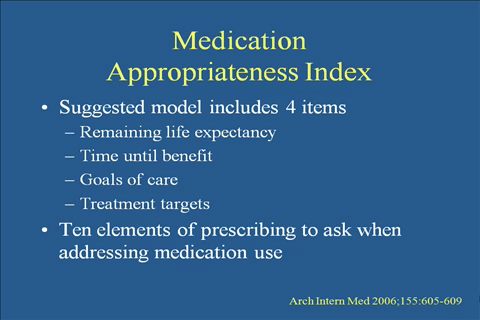 Medication
Appropriateness Index
• Suggested model includes 4 items
– Remaining life expectancy
– Time until benefit
– Goals of care
– Treatment targets
• Ten elements of prescribing to ask when
addressing medication use
Arch Intern Med 2006;155:605-609